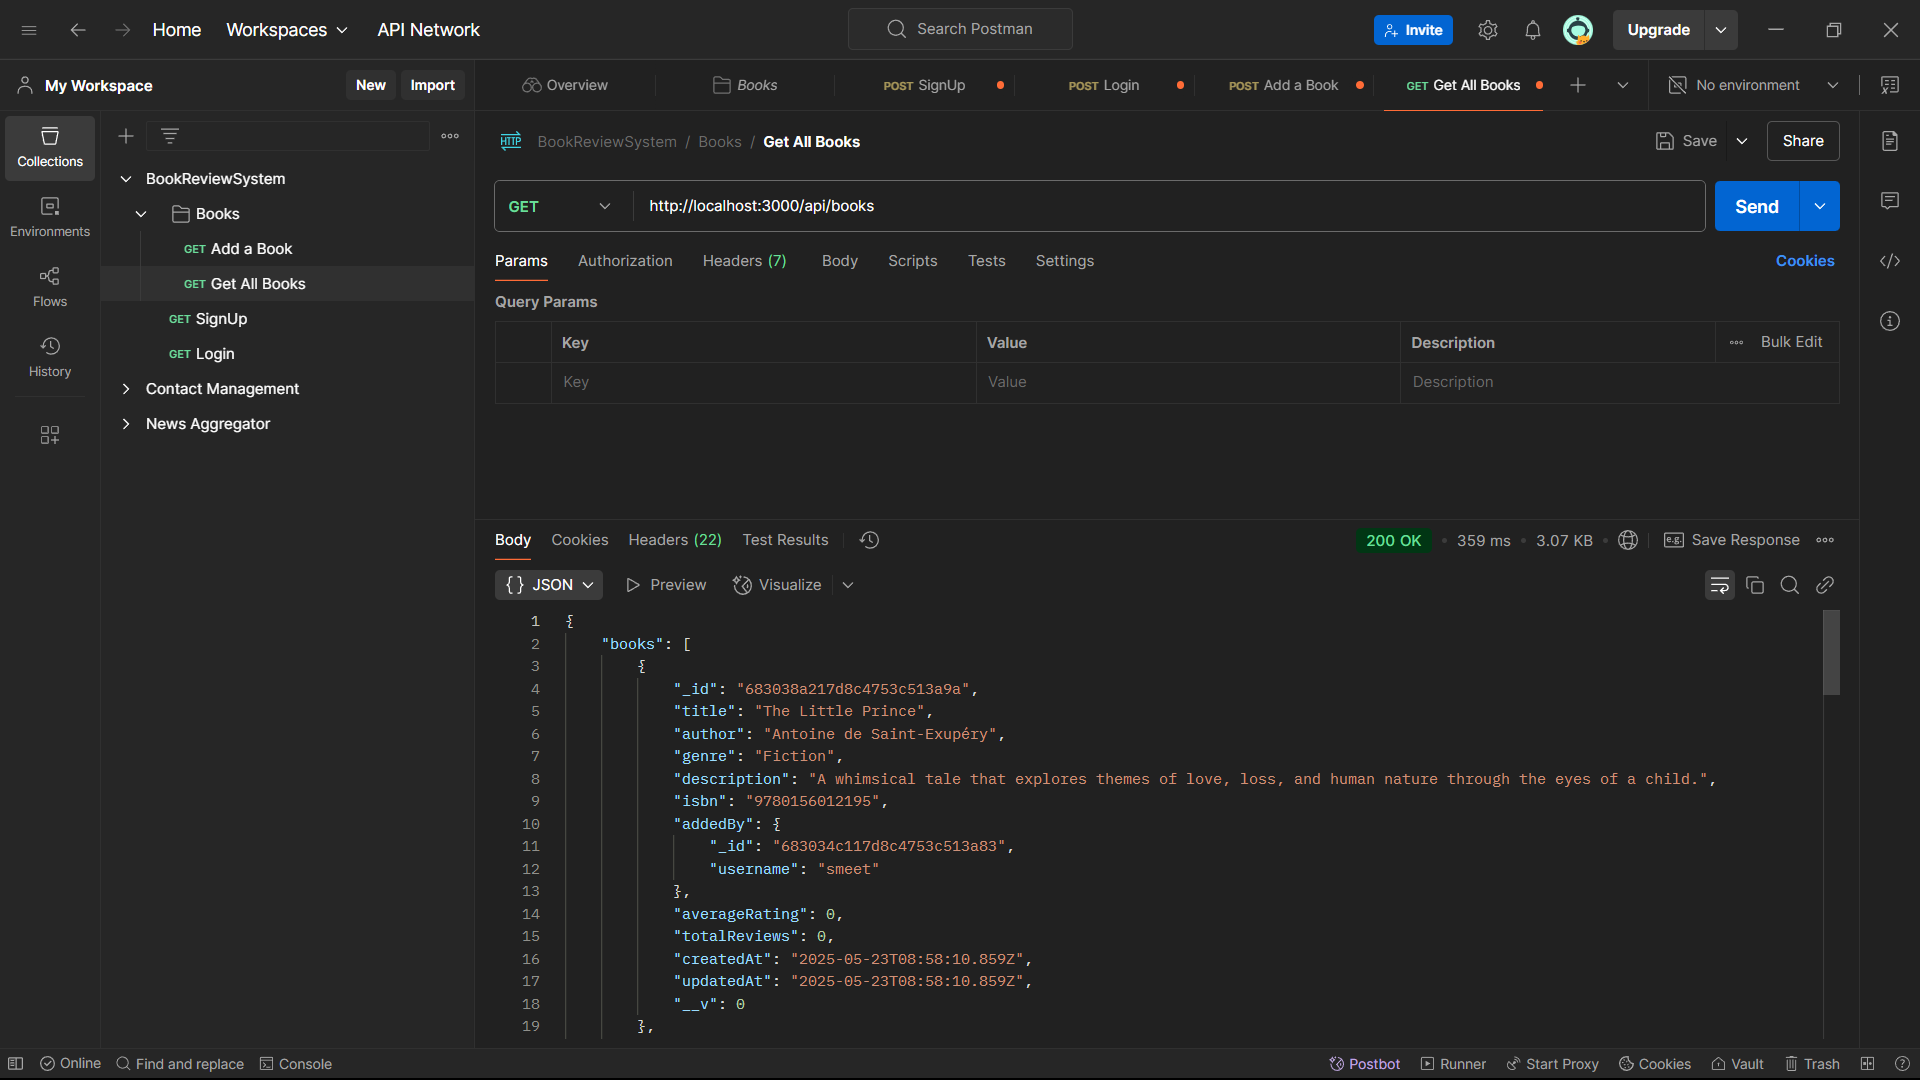 Home Workspaces API Network Search Postman Invite Upgrade
My Workspace New Import Overview Books POST SignUp POST Login POST Add a Book GET Get All Books No environment
Collections
Environments
Flows
History
BookReviewSystem
Books
GET Add a Book
GET Get All Books
GET SignUp
GET Login
Contact Management
News Aggregator
HTTP BookReviewSystem / Books / Get All Books Save Share
GET http://localhost:3000/api/books Send
Params Authorization Headers (7) Body Scripts Tests Settings Cookies
Query Params
Key Value Description Bulk Edit
Key Value Description
Body Cookies Headers (22) Test Results 200 OK 359 ms 3.07 KB e.g. Save Response
{} JSON Preview Visualize
1 {
2 "books": [
3 {
4 "_id": "683038a217d8c4753c513a9a",
5 "title": "The Little Prince",
6 "author": "Antoine de Saint-Exupéry",
7 "genre": "Fiction",
8 "description": "A whimsical tale that explores themes of love, loss, and human nature through the eyes of a child.",
9 "isbn": "9780156012195",
10 "addedBy": {
11 "_id": "683034c117d8c4753c513a83",
12 "username": "smeet"
13 },
14 "averageRating": 0,
15 "totalReviews": 0,
16 "createdAt": "2025-05-23T08:58:10.859Z",
17 "updatedAt": "2025-05-23T08:58:10.859Z",
18 "__v": 0
19 },
Online Find and replace Console Postbot Runner Start Proxy Cookies Vault Trash